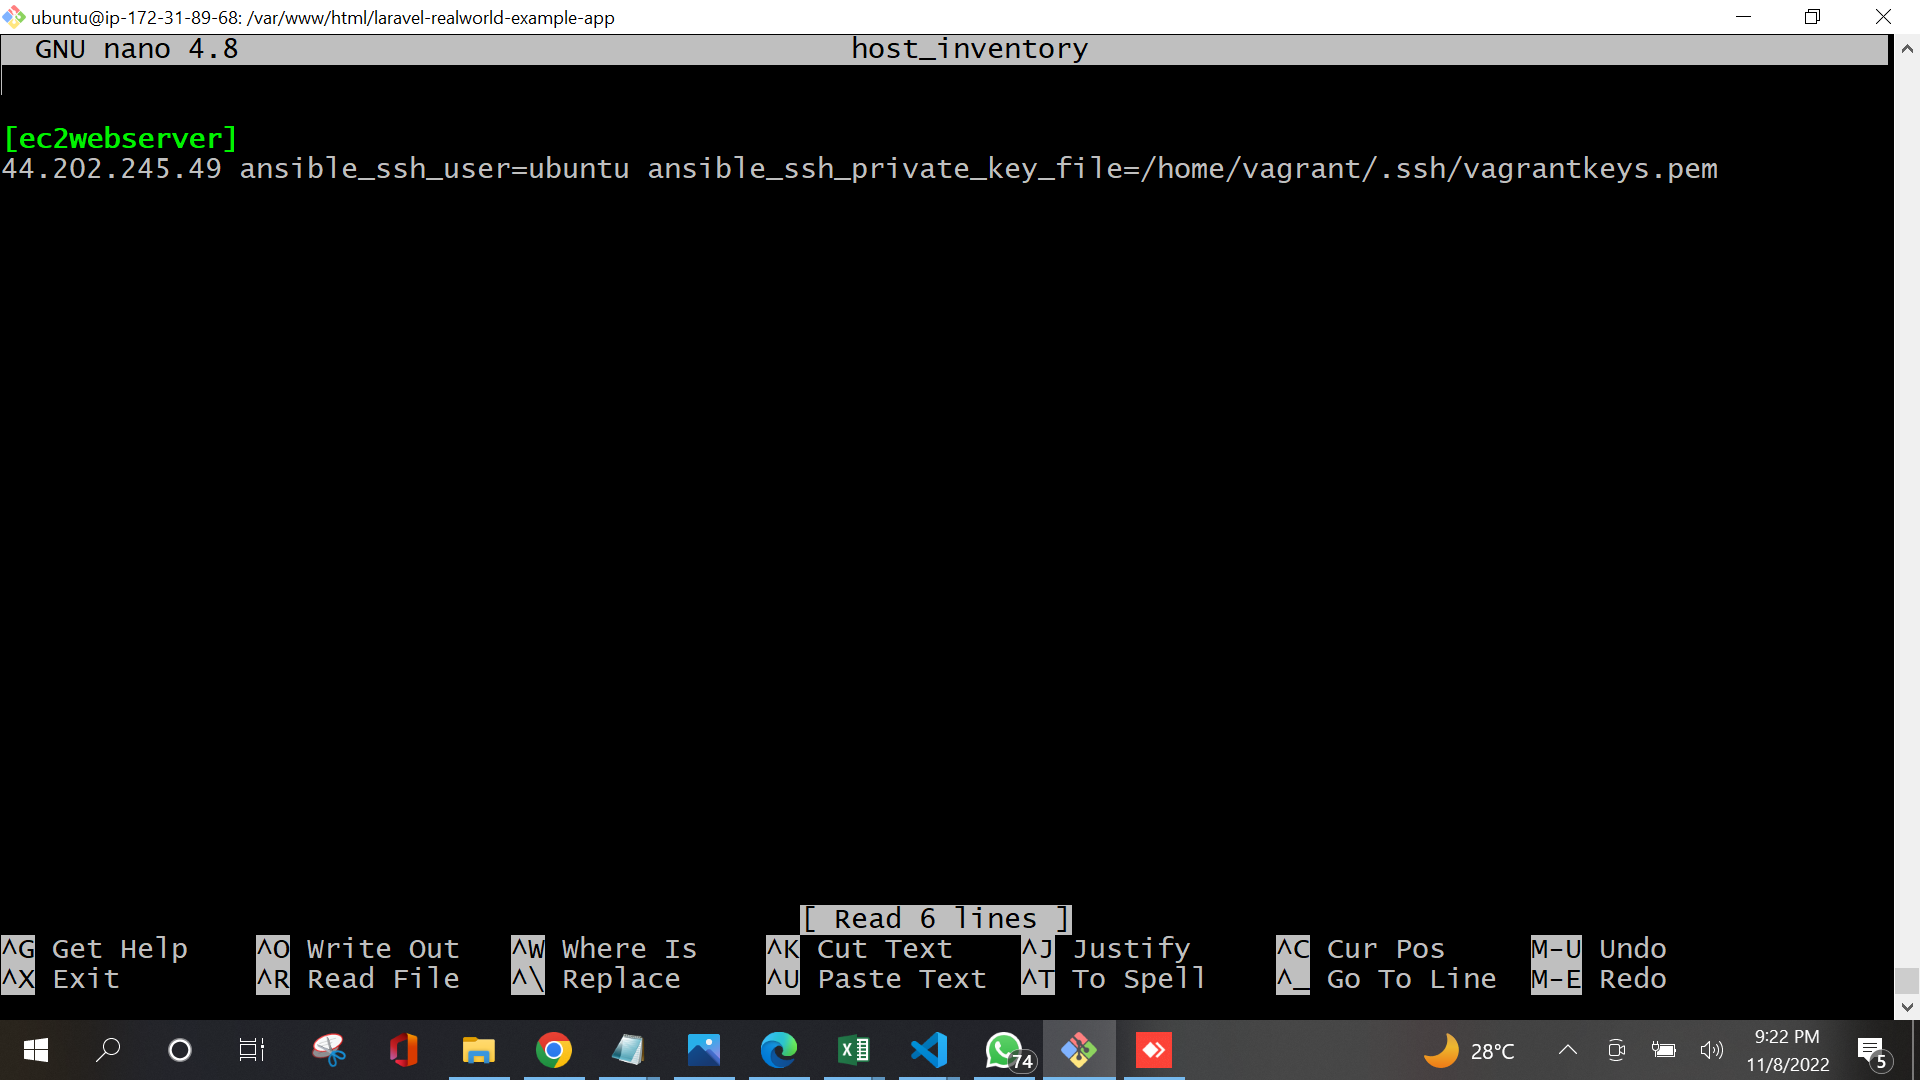 ubuntu@ip-172-31-89-68: /var/www/html/laravel-realworld-example-app
GNU nano 4.8 host_inventory
[ec2webserver]
44.202.245.49 ansible_ssh_user=ubuntu ansible_ssh_private_key_file=/home/vagrant/.ssh/vagrantkeys.pem
[ Read 6 lines ]
^G Get Help ^O Write Out ^W Where Is ^K Cut Text ^J Justify ^C Cur Pos M-U Undo
^X Exit ^R Read File ^\ Replace ^U Paste Text ^T To Spell ^_ Go To Line M-E Redo
74
28°C
9:22 PM
11/8/2022
5